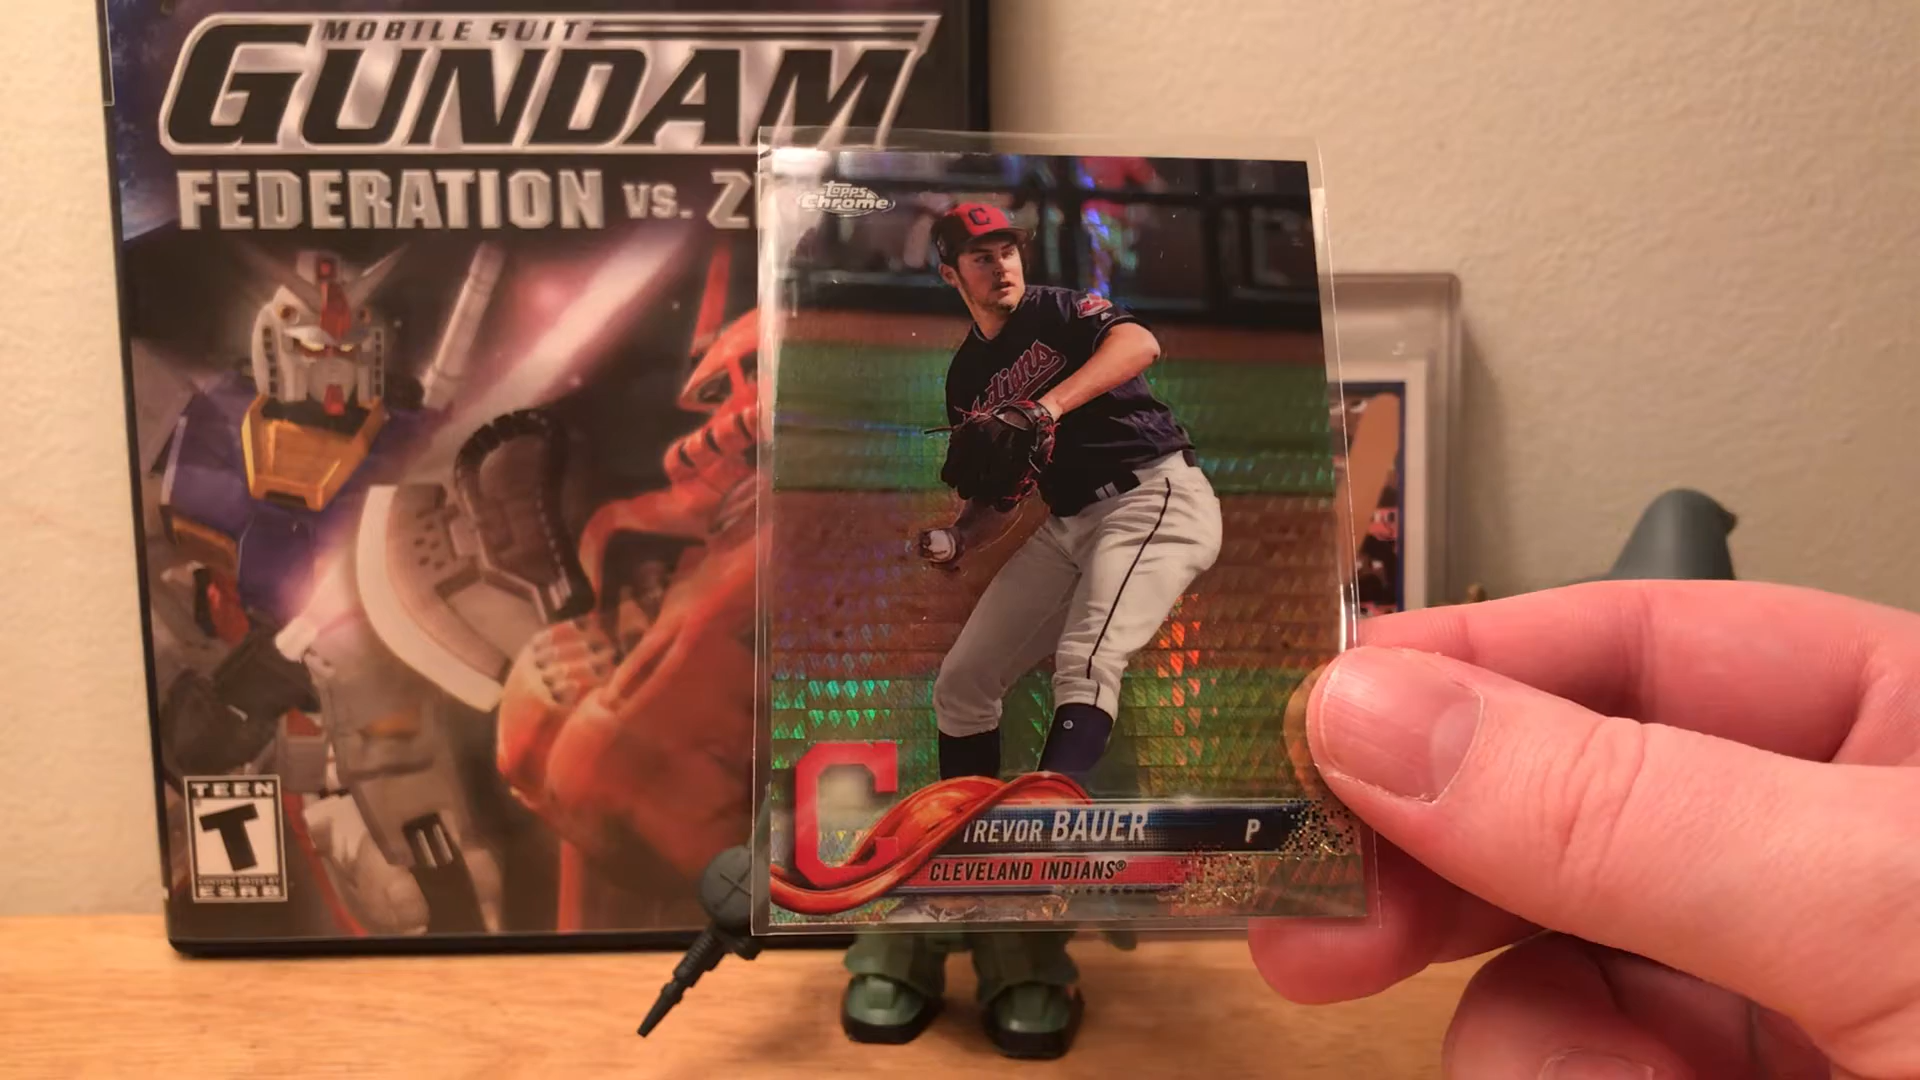 MOBILE SUIT
GUNDAM
FEDERATION VS. Z
Topps
Chrome
C
Indians
TEEN
T
CONTENT RATED BY
ESRB
C
TREVOR BAUER P
CLEVELAND INDIANS®